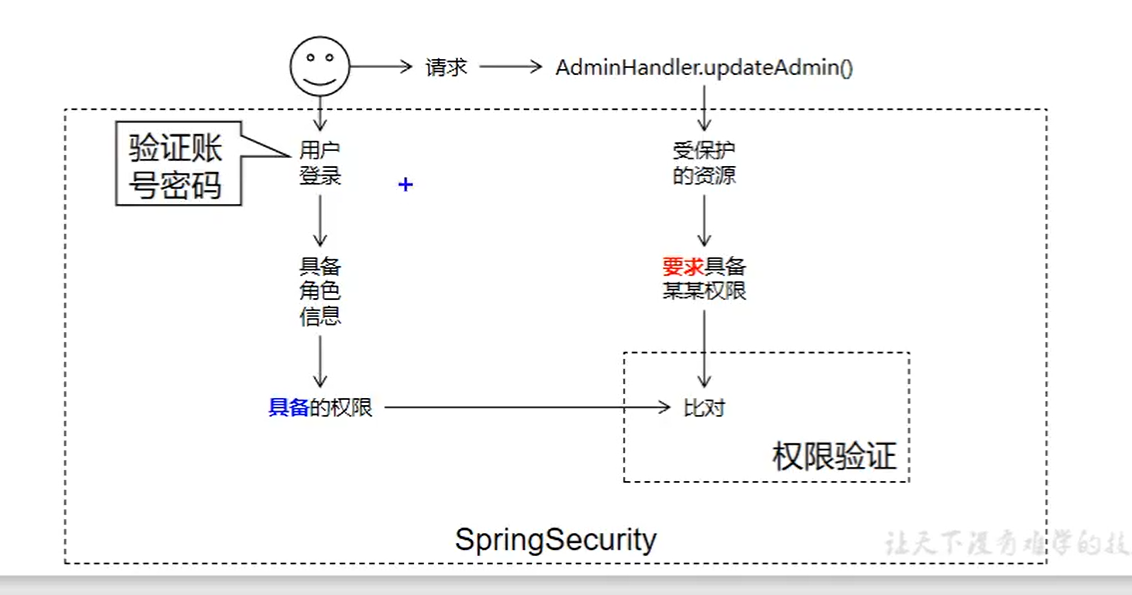 请求
AdminHandler.updateAdmin()
验证账
号密码
用户
登录
受保护
的资源
具备
角色
信息
要求具备
某某权限
具备的权限
比对
权限验证
SpringSecurity
让天下没有难学的技